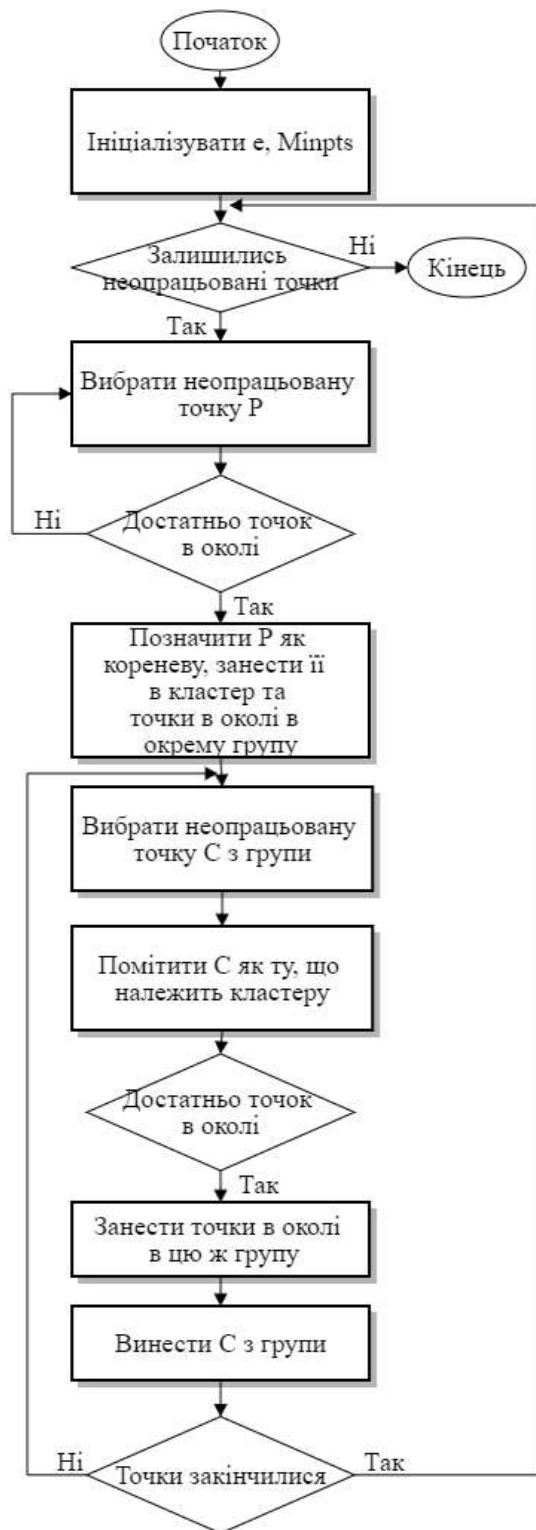 Початок
Ініціалізувати e, Minpts
Залишились
неопрацьовані точки
Ні
Кінець
Так
Вибрати неопрацьовану
точку P
Достатньо точок
в околі
Ні
Так
Позначити P як
кореневу, занести її
в кластер та
точки в околі в
окрему групу
Вибрати неопрацьовану
точку C з групи
Помітити C як ту, що
належить кластеру
Достатньо точок
в околі
Так
Занести точки в околі
в цю ж групу
Винести C з групи
Ні
Точки закінчилися
Так